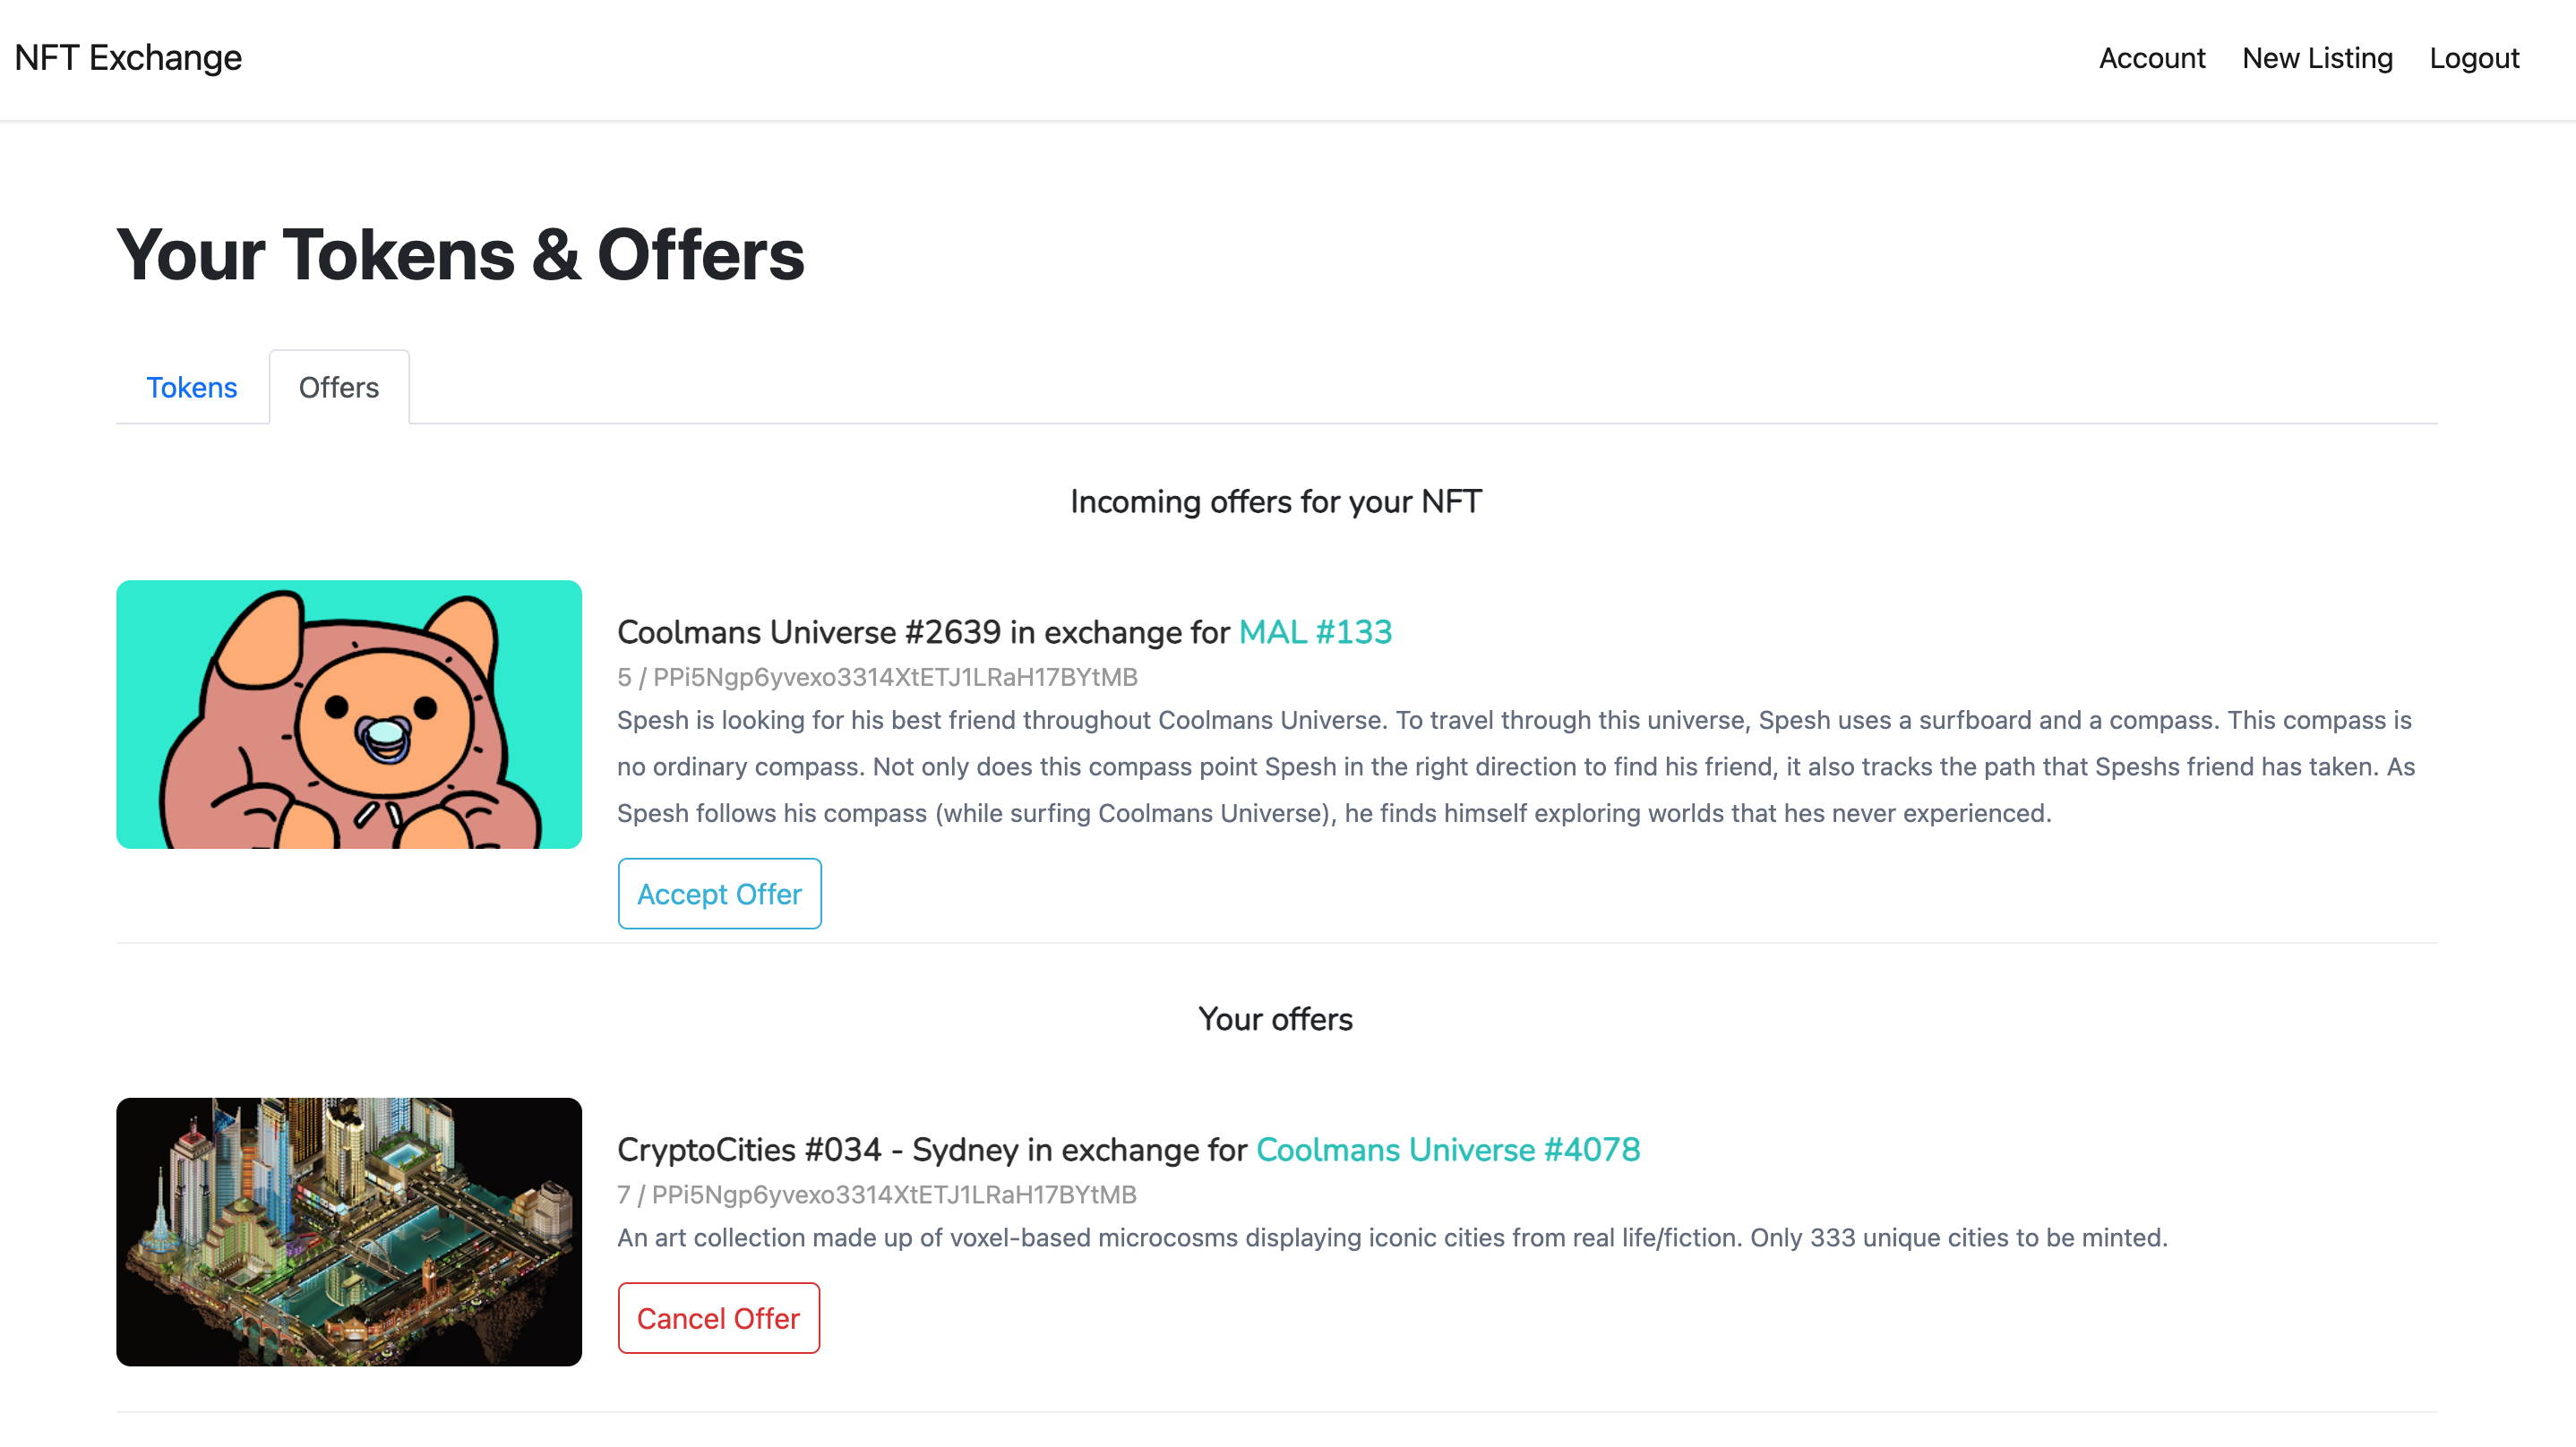 NFT Exchange
Account New Listing Logout
Your Tokens & Offers
Tokens Offers
Incoming offers for your NFT
Coolmans Universe #2639 in exchange for MAL #133
5 / PPi5Ngp6yvexo3314XtETJ1LRaH17BYtMB
Spesh is looking for his best friend throughout Coolmans Universe. To travel through this universe, Spesh uses a surfboard and a compass. This compass is
no ordinary compass. Not only does this compass point Spesh in the right direction to find his friend, it also tracks the path that Speshs friend has taken. As
Spesh follows his compass (while surfing Coolmans Universe), he finds himself exploring worlds that hes never experienced.
Accept Offer
Your offers
CryptoCities #034 - Sydney in exchange for Coolmans Universe #4078
7 / PPi5Ngp6yvexo3314XtETJ1LRaH17BYtMB
An art collection made up of voxel-based microcosms displaying iconic cities from real life/fiction. Only 333 unique cities to be minted.
Cancel Offer